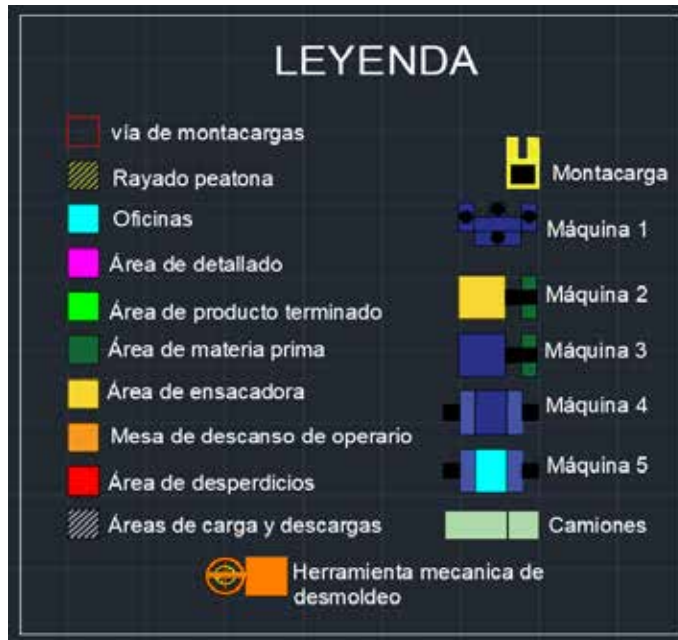 LEYENDA
vía de montacargas
Rayado peatona
Oficinas
Área de detallado
Área de producto terminado
Área de materia prima
Área de ensacadora
Mesa de descanso de operario
Área de desperdicios
Áreas de carga y descargas
Montacarga
Máquina 1
Máquina 2
Máquina 3
Máquina 4
Máquina 5
Camiones
Herramienta mecanica de
desmoldeo